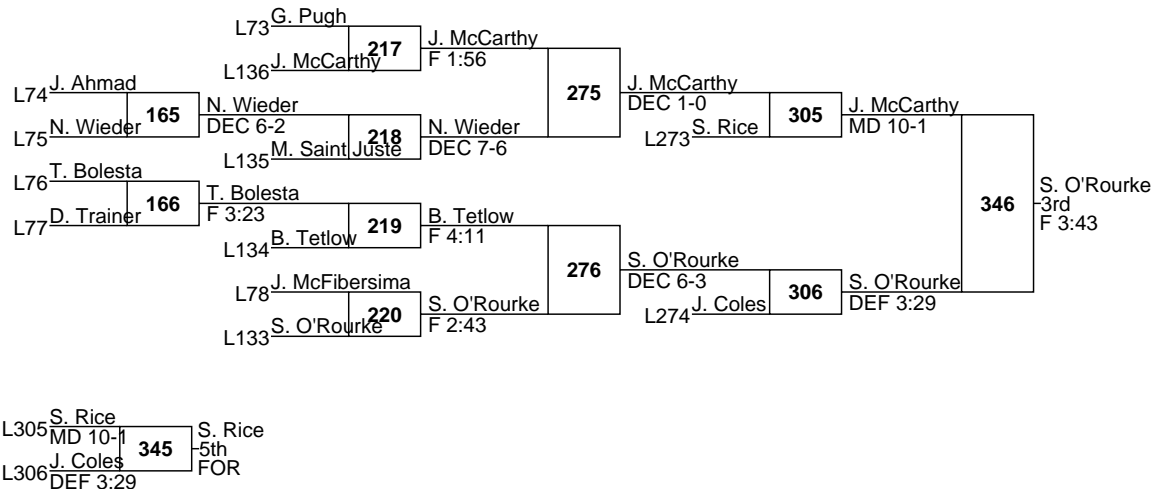 G. Pugh
L73
217
J. McCarthy
F 1:56
J. McCarthy
L136
J. Ahmad
L74
165
N. Wieder
DEC 6-2
N. Wieder
L75
218
N. Wieder
DEC 7-6
M. Saint Juste
L135
275
J. McCarthy
DEC 1-0
305
J. McCarthy
MD 10-1
S. Rice
L273
T. Bolesta
L76
166
T. Bolesta
F 3:23
D. Trainer
L77
219
B. Tetlow
F 4:11
B. Tetlow
L134
346
S. O'Rourke
3rd
F 3:43
276
S. O'Rourke
DEC 6-3
J. McFibersima
L78
220
S. O'Rourke
F 2:43
S. O'Rourke
L133
306
S. O'Rourke
DEF 3:29
J. Coles
L274
S. Rice
L305
MD 10-1
345
S. Rice
5th
FOR
J. Coles
L306
DEF 3:29